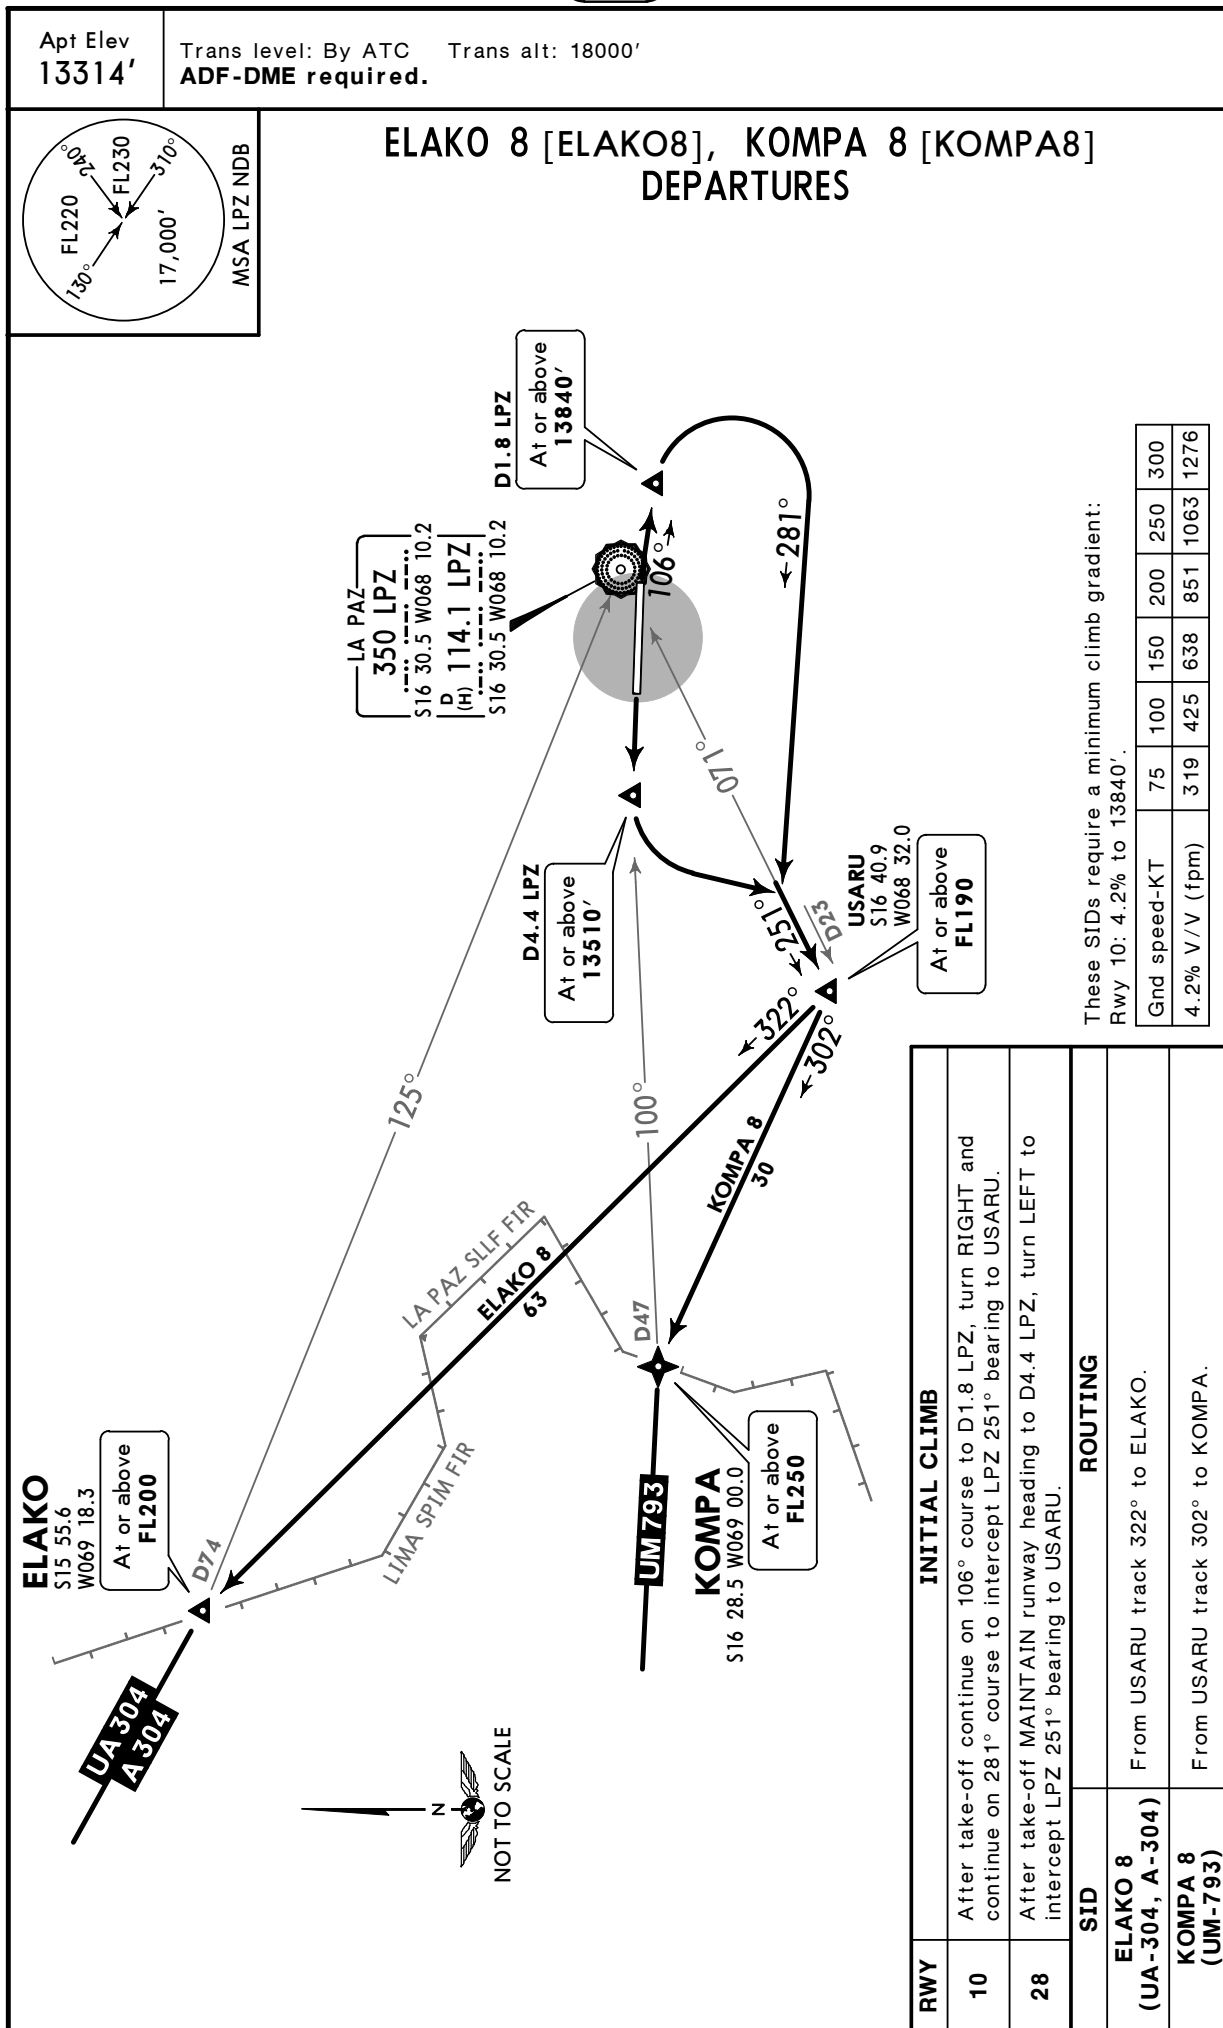 Apt Elev
13314'
Trans level: By ATC Trans alt: 18000'
ADF-DME required.
ELAKO 8 [ELAKO8], KOMPA 8 [KOMPA8]
DEPARTURES
240°
FL230
310°
FL220
130°
17,000'
MSA LPZ NDB
D1.8 LPZ
At or above
13840'
LA PAZ
350 LPZ
S16 30.5 W068 10.2
D
(H) 114.1 LPZ
S16 30.5 W068 10.2
106°
281°
071°
D4.4 LPZ
At or above
13510'
251°
D23
USARU
S16 40.9
W068 32.0
At or above
FL190
322°
302°
125°
100°
KOMPA 8
30
ELAKO 8
63
LA PAZ SLLF FIR
LIMA SPIM FIR
D47
D74
ELAKO
S15 55.6
W069 18.3
At or above
FL200
UA 304
A 304
UM 793
KOMPA
S16 28.5 W069 00.0
At or above
FL250
N
NOT TO SCALE
These SIDs require a minimum climb gradient:
Rwy 10: 4.2% to 13840'.
Gnd speed-KT 75 100 150 200 250 300
4.2% V/V (fpm) 319 425 638 851 1063 1276
RWY INITIAL CLIMB
10 After take-off continue on 106° course to D1.8 LPZ, turn RIGHT and
continue on 281° course to intercept LPZ 251° bearing to USARU.
28 After take-off MAINTAIN runway heading to D4.4 LPZ, turn LEFT to
intercept LPZ 251° bearing to USARU.
SID ROUTING
ELAKO 8
(UA-304, A-304)
From USARU track 322° to ELAKO.
KOMPA 8
(UM-793)
From USARU track 302° to KOMPA.